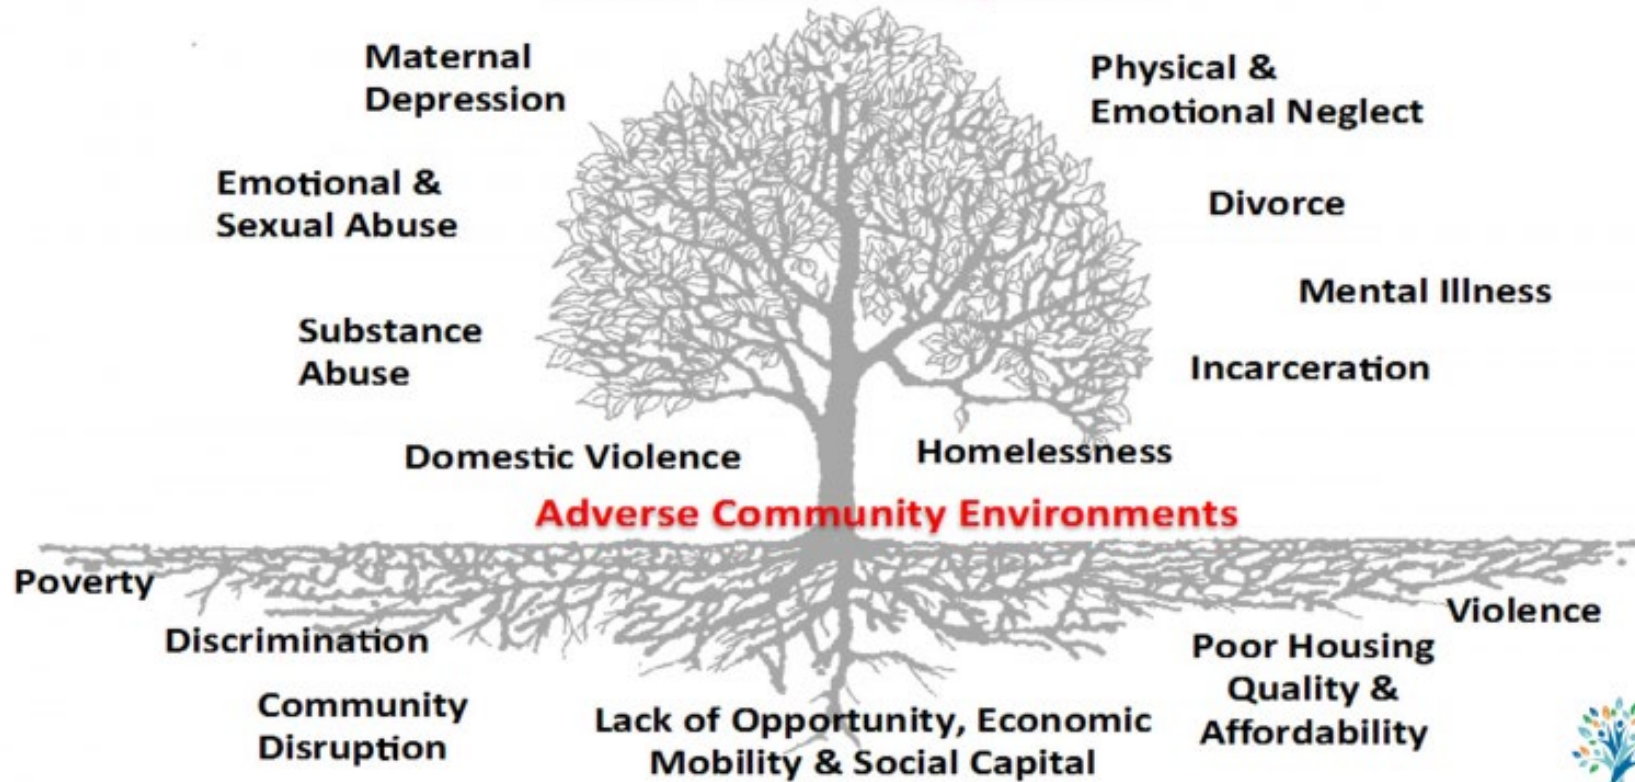 Maternal
Depression
Physical &
Emotional Neglect
Emotional &
Sexual Abuse
Divorce
Mental Illness
Substance
Abuse
Incarceration
Domestic Violence
Homelessness
Adverse Community Environments
Poverty
Violence
Discrimination
Poor Housing
Quality &
Affordability
Community
Disruption
Lack of Opportunity, Economic
Mobility & Social Capital